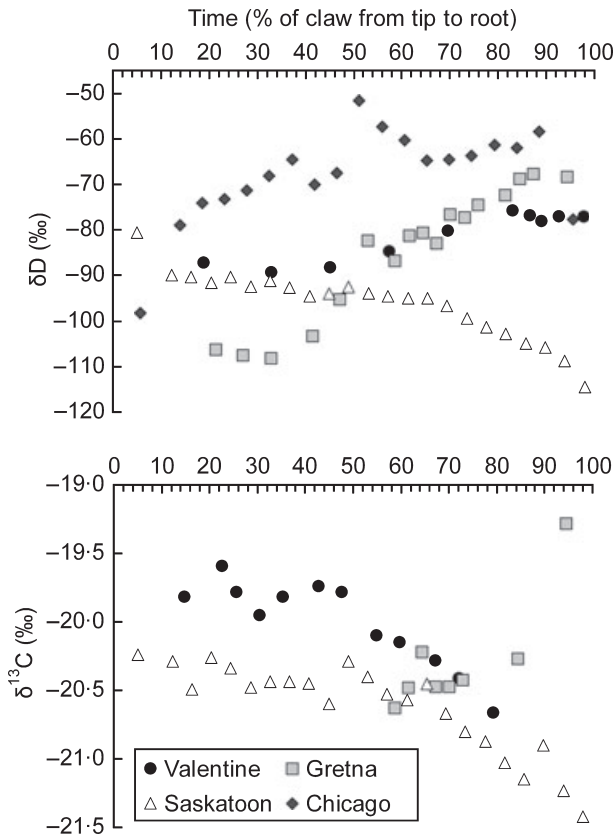 Time (% of claw from tip to root)
0 10 20 30 40 50 60 70 80 90 100
−50
−60
−70
−80
−90
−100
−110
−120
δD (‰)
0 10 20 30 40 50 60 70 80 90 100
−19·0
−19·5
−20·0
−20·5
−21·0
−21·5
δ¹³C (‰)
Valentine Gretna
Saskatoon Chicago